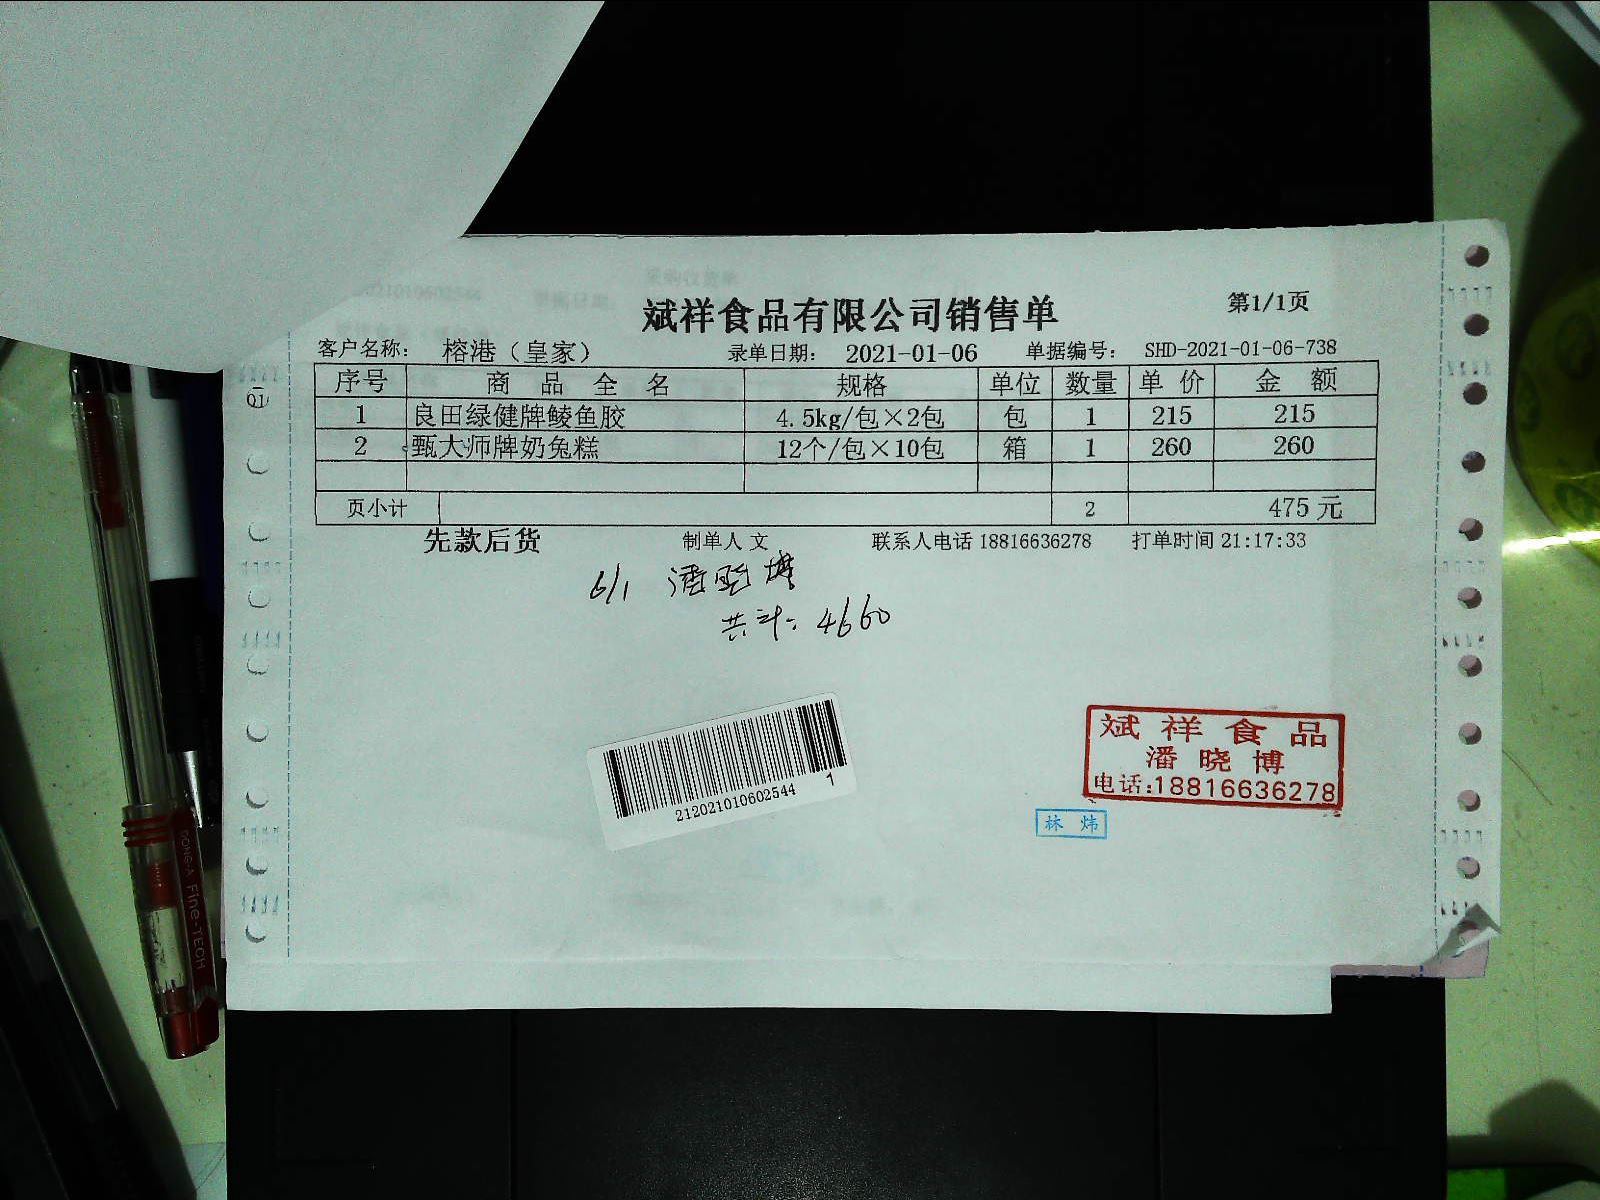 斌祥食品有限公司销售单
第1/1页
客户名称： 榕港（皇家） 录单日期： 2021-01-06 单据编号： SHD-2021-01-06-738
序号 商品全名 规格 单位 数量 单价 金额
1 良田绿健牌鲮鱼胶 4.5kg/包×2包 包 1 215 215
2 甄大师牌奶兔糕 12个/包×10包 箱 1 260 260
页小计 2 475元
先款后货 制单人 文 联系人电话 18816636278 打单时间 21:17:33
6/1 潘晓博
共计：4660
212021010602544 1
斌祥食品
潘晓博
电话:18816636278
林炜
DONG-A Fine-TECH